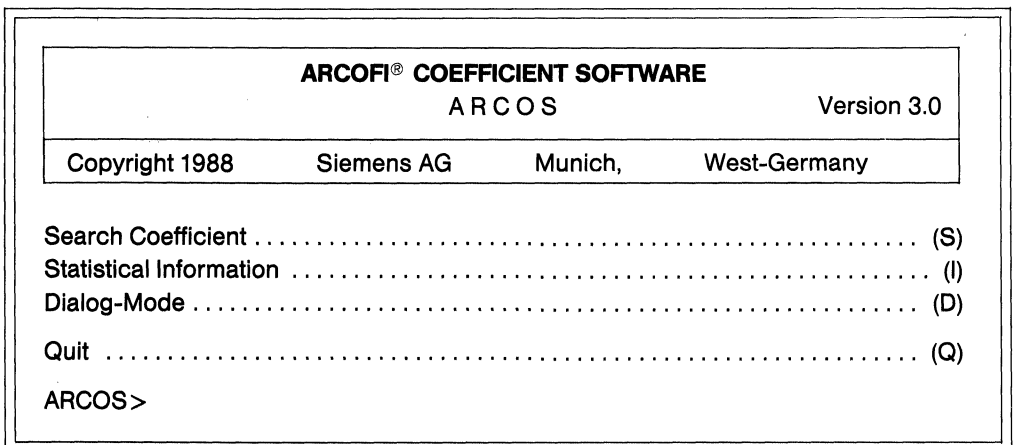 ARCOFI® COEFFICIENT SOFTWARE
A R C O S Version 3.0
Copyright 1988 Siemens AG Munich, West-Germany
Search Coefficient ........................................................ (S)
Statistical Information ..................................................... (I)
Dialog-Mode ............................................................. (D)
Quit .................................................................... (Q)
ARCOS>